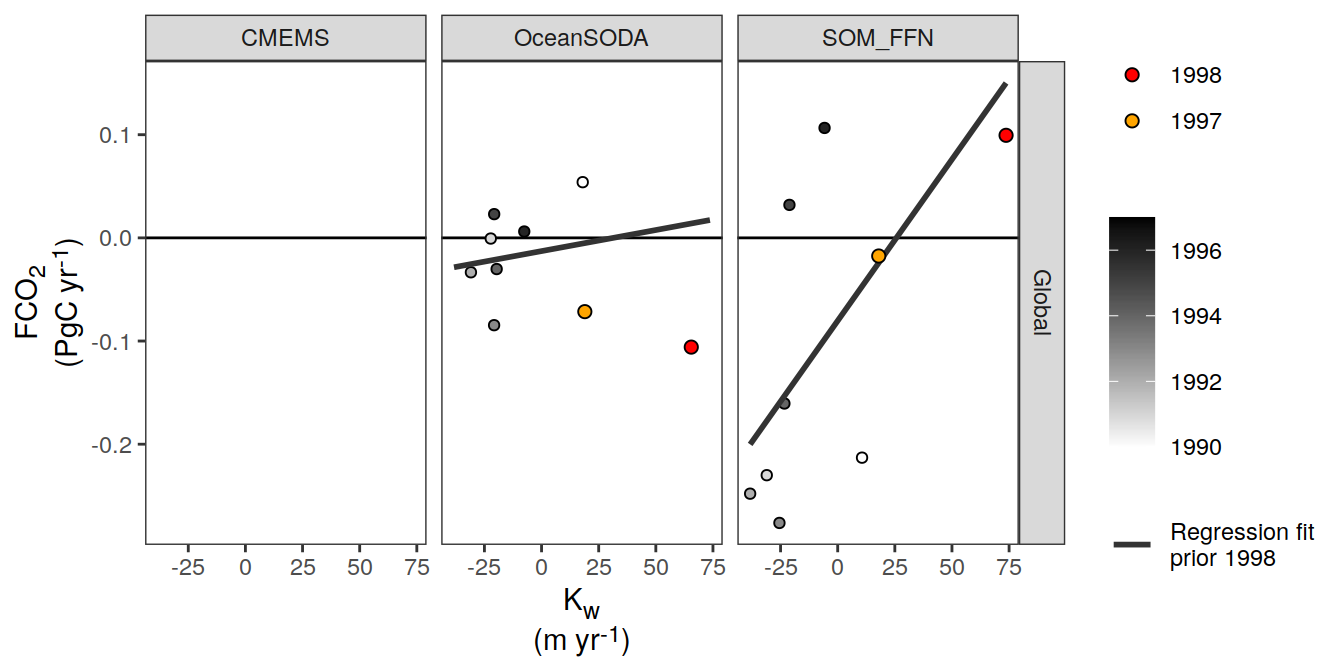 CMEMS OceanSODA SOM_FFN
FCO₂
(PgC yr⁻¹)
0.1
0.0
-0.1
-0.2
Global
-25 0 25 50 75 -25 0 25 50 75 -25 0 25 50 75
K_w
(m yr⁻¹)
1998
1997
1996
1994
1992
1990
Regression fit
prior 1998